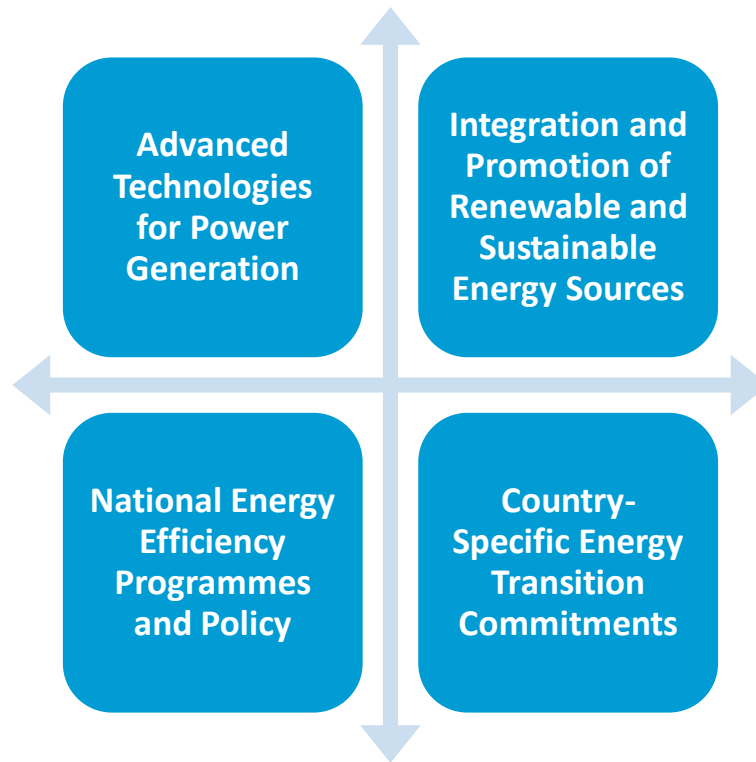 Advanced
Technologies
for Power
Generation
Integration and
Promotion of
Renewable and
Sustainable
Energy Sources
National Energy
Efficiency
Programmes
and Policy
Country-
Specific Energy
Transition
Commitments